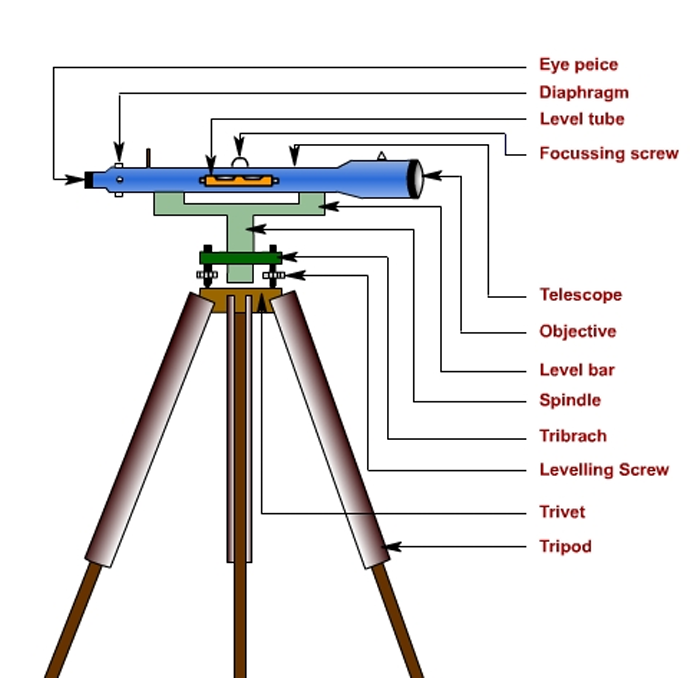 Eye peice
Diaphragm
Level tube
Focussing screw
Telescope
Objective
Level bar
Spindle
Tribrach
Levelling Screw
Trivet
Tripod